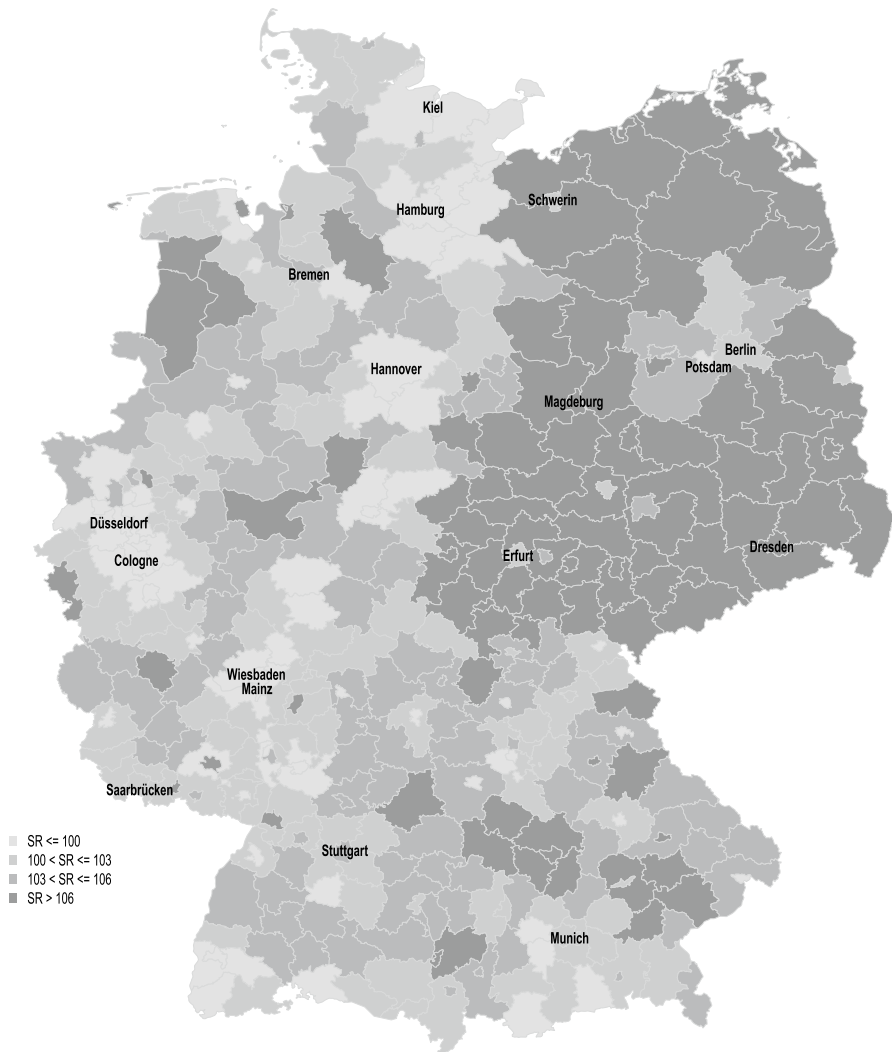 Kiel
Schwerin
Hamburg
Bremen
Berlin
Hannover
Potsdam
Magdeburg
Düsseldorf
Dresden
Erfurt
Cologne
Wiesbaden
Mainz
Saarbrücken
SR <= 100
Stuttgart
100 < SR <= 103
103 < SR <= 106
SR > 106
Munich